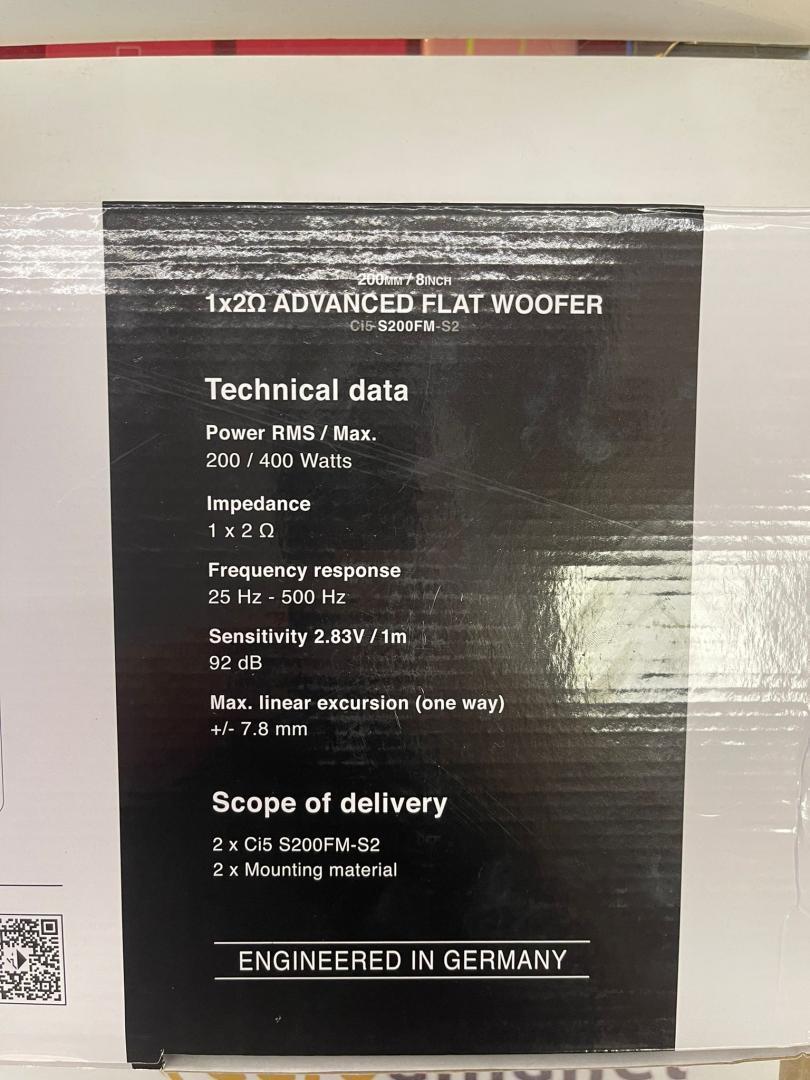 200MM / 8INCH
1x2Ω ADVANCED FLAT WOOFER
Ci5 S200FM-S2
Technical data
Power RMS / Max.
200 / 400 Watts
Impedance
1 x 2 Ω
Frequency response
25 Hz - 500 Hz
Sensitivity 2.83V / 1m
92 dB
Max. linear excursion (one way)
+/- 7.8 mm
Scope of delivery
2 x Ci5 S200FM-S2
2 x Mounting material
ENGINEERED IN GERMANY